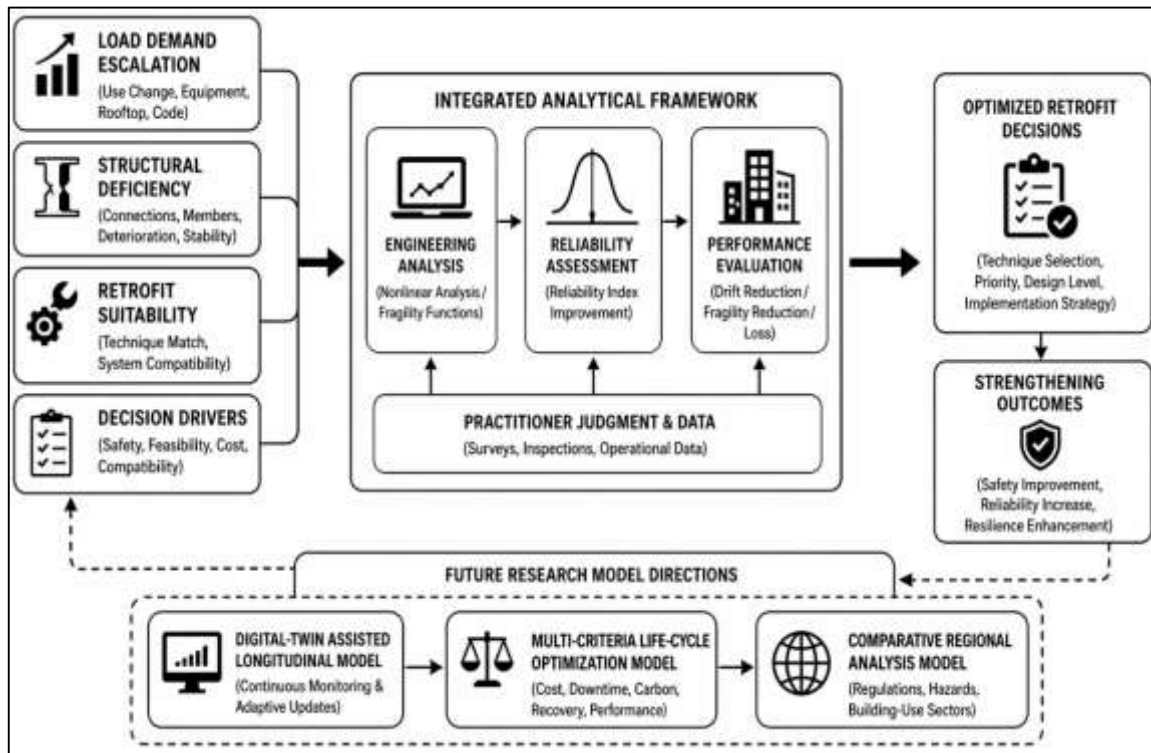 LOAD DEMAND
ESCALATION
(Use Change, Equipment,
Rooftop, Code)
STRUCTURAL
DEFICIENCY
(Connections, Members,
Deterioration, Stability)
RETROFIT
SUITABILITY
(Technique Match,
System Compatibility)
DECISION DRIVERS
(Safety, Feasibility, Cost,
Compatibility)
INTEGRATED ANALYTICAL FRAMEWORK
ENGINEERING
ANALYSIS
(Nonlinear Analysis /
Fragility Functions)
RELIABILITY
ASSESSMENT
(Reliability Index
Improvement)
PERFORMANCE
EVALUATION
(Drift Reduction /
Fragility Reduction /
Loss)
PRACTITIONER JUDGMENT & DATA
(Surveys, Inspections, Operational Data)
OPTIMIZED RETROFIT
DECISIONS
(Technique Selection,
Priority, Design Level,
Implementation Strategy)
STRENGTHENING
OUTCOMES
(Safety Improvement,
Reliability Increase,
Resilience Enhancement)
FUTURE RESEARCH MODEL DIRECTIONS
DIGITAL-TWIN ASSISTED
LONGITUDINAL MODEL
(Continuous Monitoring &
Adaptive Updates)
MULTI-CRITERIA LIFE-CYCLE
OPTIMIZATION MODEL
(Cost, Downtime, Carbon,
Recovery, Performance)
COMPARATIVE REGIONAL
ANALYSIS MODEL
(Regulations, Hazards,
Building-Use Sectors)